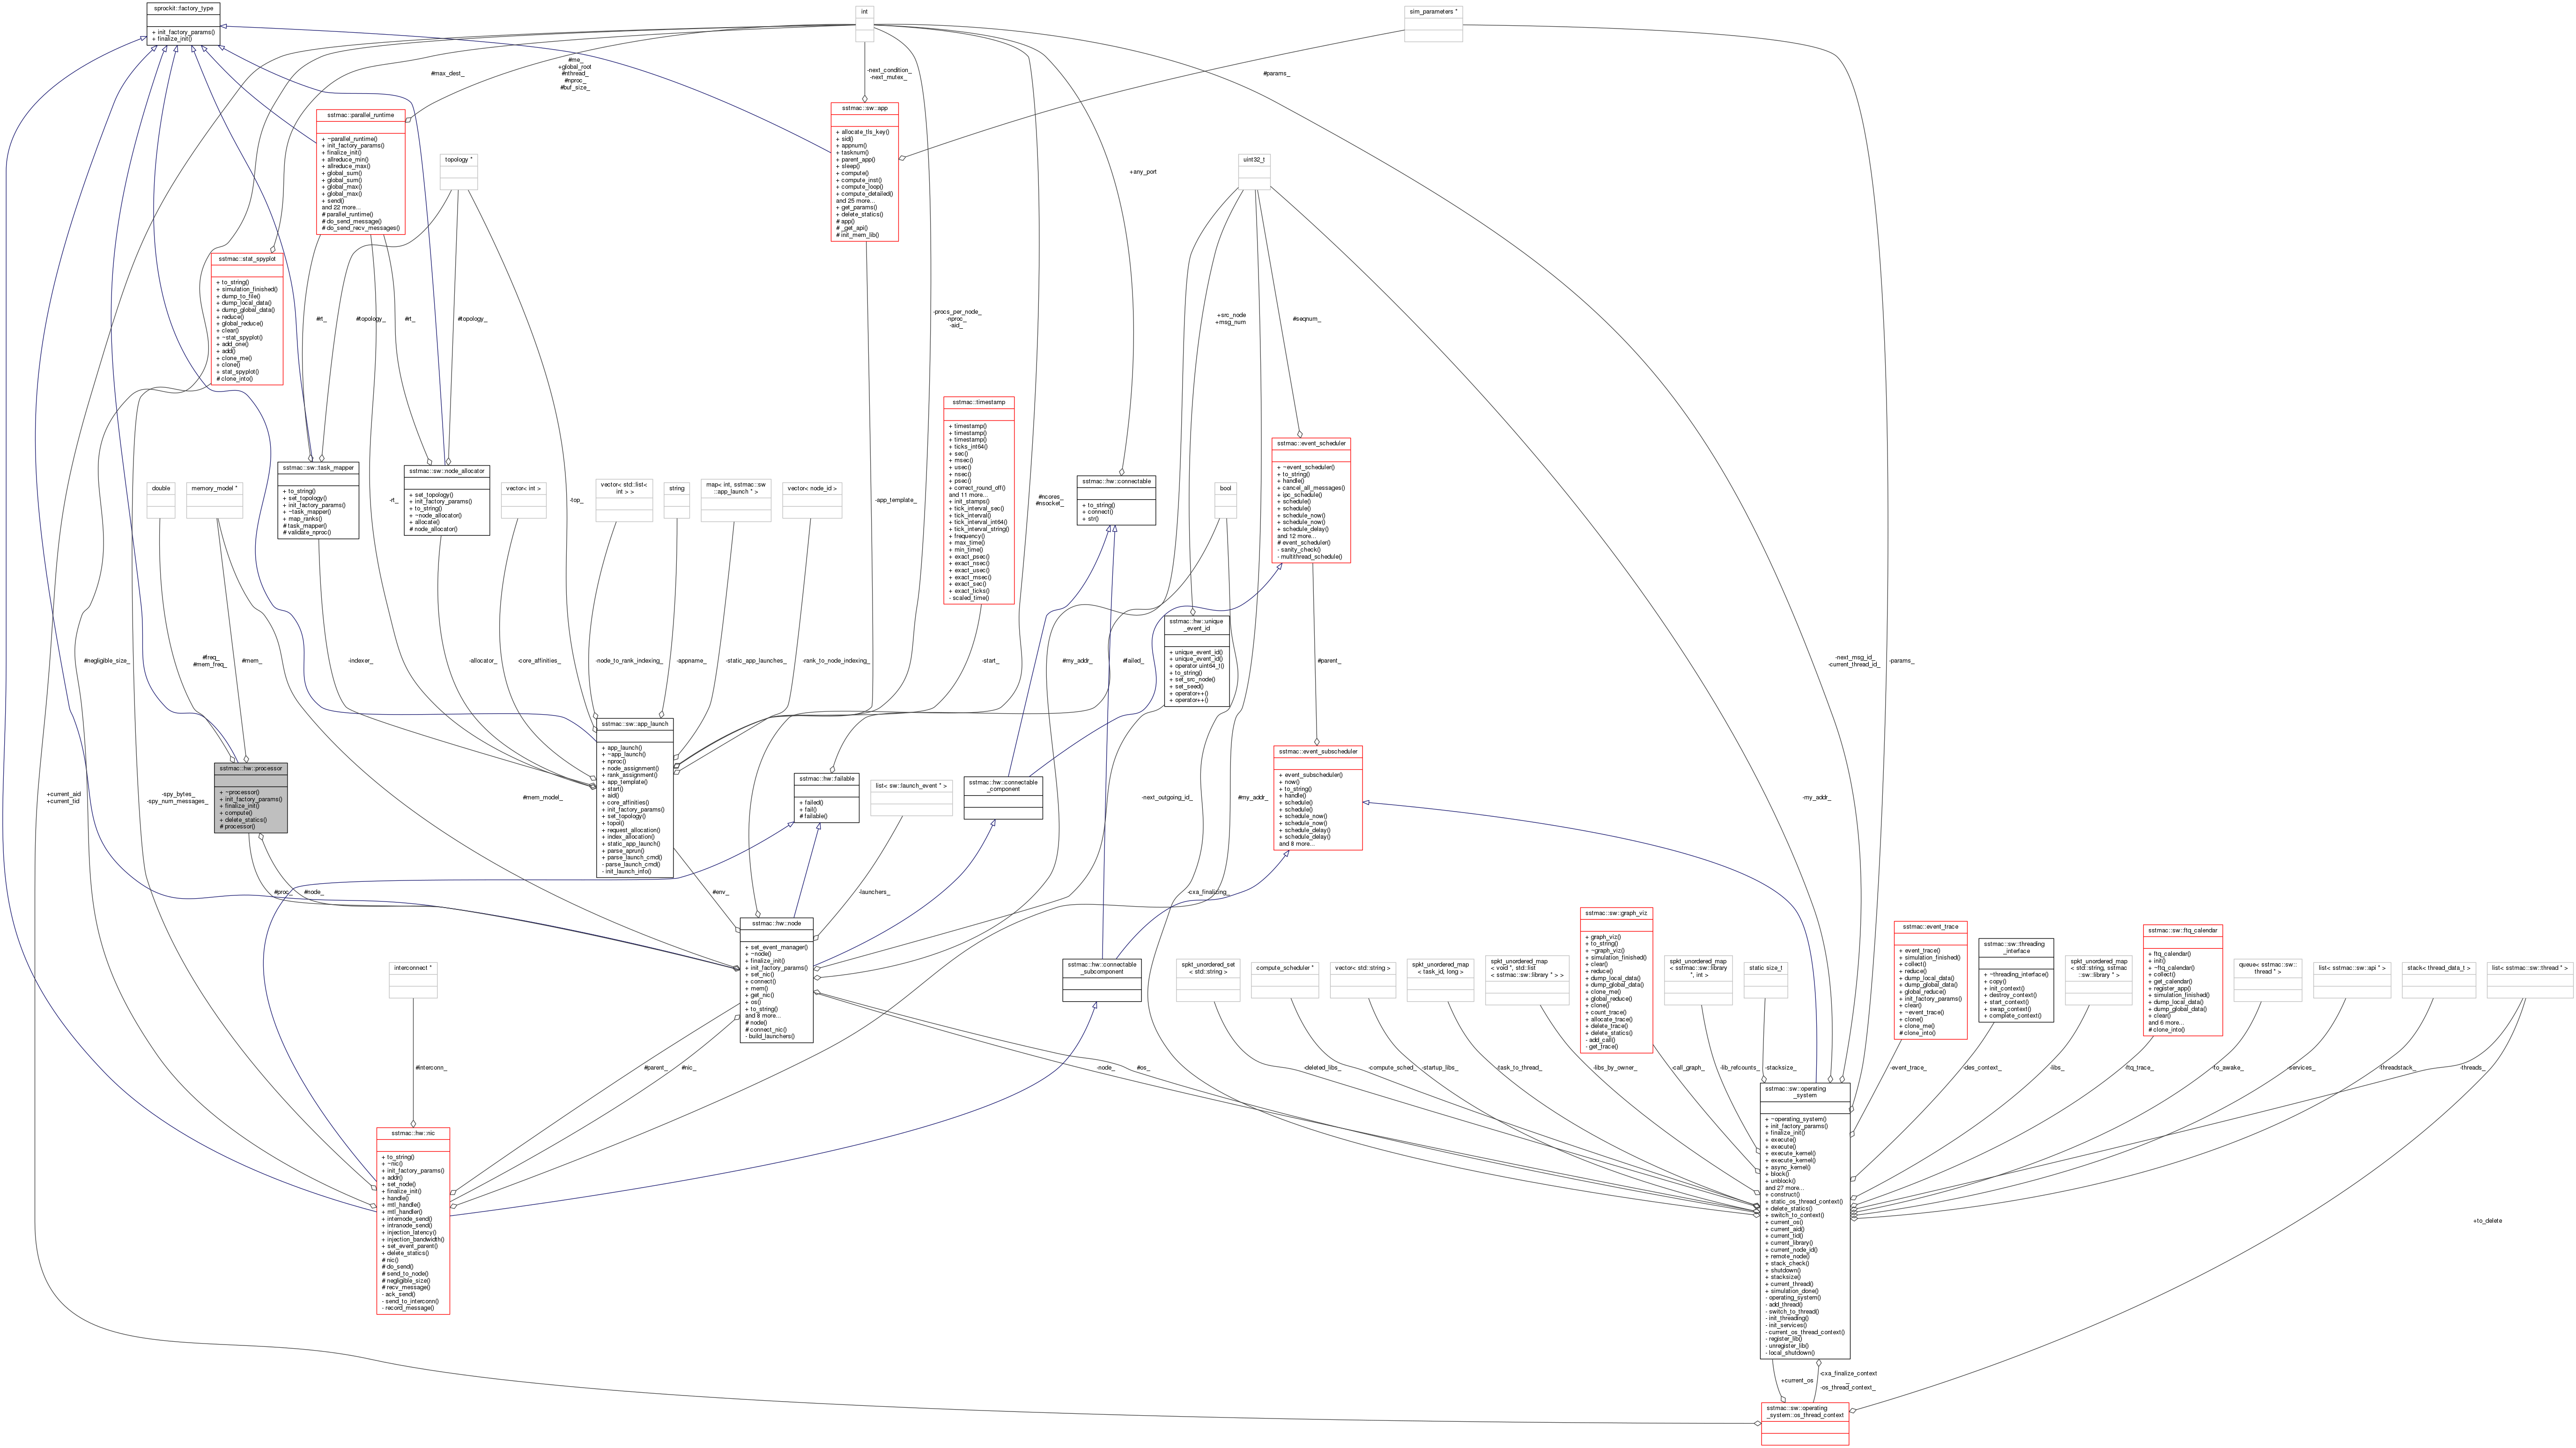 sprockit::factory_type
+ init_factory_params()
+ finalize_init()
int
sim_parameters *
#max_dest_
#me_
+global_root
#nthread_
#nproc_
#buf_size_
-next_condition_
-next_mutex_
#params_
sstmac::parallel_runtime
+ ~parallel_runtime()
+ init_factory_params()
+ finalize_init()
+ allreduce_min()
+ allreduce_max()
+ global_sum()
+ global_sum()
+ global_max()
+ global_max()
+ send()
and 22 more...
# parallel_runtime()
# do_send_message()
# do_send_recv_messages()
sstmac::sw::app
+ allocate_tls_key()
+ sid()
+ appnum()
+ tasknum()
+ parent_app()
+ sleep()
+ compute()
+ compute_inst()
+ compute_loop()
+ compute_detailed()
and 25 more...
+ get_params()
+ delete_statics()
# app()
# _get_api()
# init_mem_lib()
topology *
+any_port
uint32_t
sstmac::stat_spyplot
+ to_string()
+ simulation_finished()
+ dump_to_file()
+ dump_local_data()
+ dump_global_data()
+ reduce()
+ global_reduce()
+ clear()
+ ~stat_spyplot()
+ add_one()
+ add()
+ clone_me()
+ clone()
+ stat_spyplot()
# clone_into()
#rt_
#topology_
#rt_
#topology_
-procs_per_node_
-nproc_
-aid_
+src_node
+msg_num
#seqnum_
sstmac::timestamp
+ timestamp()
+ timestamp()
+ timestamp()
+ ticks_int64()
+ sec()
+ msec()
+ usec()
+ nsec()
+ psec()
+ correct_round_off()
and 11 more...
+ init_stamps()
+ tick_interval_sec()
+ tick_interval()
+ tick_interval_int64()
+ tick_interval_string()
+ frequency()
+ max_time()
+ min_time()
+ exact_psec()
+ exact_nsec()
+ exact_usec()
+ exact_msec()
+ exact_sec()
+ exact_ticks()
- scaled_time()
sstmac::event_scheduler
+ ~event_scheduler()
+ to_string()
+ handle()
+ cancel_all_messages()
+ ipc_schedule()
+ schedule()
+ schedule()
+ schedule_now()
+ schedule_now()
+ schedule_delay()
and 12 more...
# event_scheduler()
- sanity_check()
- multithread_schedule()
double
memory_model *
sstmac::sw::task_mapper
+ to_string()
+ set_topology()
+ init_factory_params()
+ ~task_mapper()
+ map_ranks()
# task_mapper()
# validate_nproc()
sstmac::sw::node_allocator
+ set_topology()
+ init_factory_params()
+ to_string()
+ ~node_allocator()
+ allocate()
# node_allocator()
-rt_
vector< int >
-top_
vector< std::list<
int > >
string
map< int, sstmac::sw
::app_launch * >
vector< node_id >
-app_template_
#ncores_
#nsocket_
sstmac::hw::connectable
+ to_string()
+ connect()
+ str()
bool
sstmac::hw::unique
_event_id
+ unique_event_id()
+ unique_event_id()
+ operator uint64_t()
+ to_string()
+ set_src_node()
+ set_seed()
+ operator++()
+ operator++()
#negligible_size_
#freq_
#mem_freq_
#mem_
-indexer_
-allocator_
-core_affinities_
-node_to_rank_indexing_
-appname_
-static_app_launches_
-rank_to_node_indexing_
-start_
#my_addr_
#failed_
#parent_
-next_msg_id_
-current_thread_id_
-params_
sstmac::sw::app_launch
+ app_launch()
+ ~app_launch()
+ nproc()
+ node_assignment()
+ rank_assignment()
+ app_template()
+ start()
+ aid()
+ core_affinities()
+ init_factory_params()
+ set_topology()
+ topol()
+ request_allocation()
+ index_allocation()
+ static_app_launch()
+ parse_aprun()
+ parse_launch_cmd()
- parse_launch_cmd()
- init_launch_info()
sstmac::hw::processor
+ ~processor()
+ init_factory_params()
+ finalize_init()
+ compute()
+ delete_statics()
# processor()
sstmac::hw::failable
+ failed()
+ fail()
# failable()
list< sw::launch_event * >
sstmac::hw::connectable
_component
sstmac::event_subscheduler
+ event_subscheduler()
+ now()
+ to_string()
+ handle()
+ schedule()
+ schedule()
+ schedule_now()
+ schedule_now()
+ schedule_delay()
+ schedule_delay()
and 8 more...
+current_aid
+current_tid
-spy_bytes_
-spy_num_messages_
#mem_model_
-next_outgoing_id_
#my_addr_
-my_addr_
#proc_
#node_
#env_
-launchers_
-cxa_finalizing_
sstmac::hw::node
+ set_event_manager()
+ ~node()
+ finalize_init()
+ init_factory_params()
+ set_nic()
+ connect()
+ mem()
+ get_nic()
+ os()
+ to_string()
and 8 more...
# node()
# connect_nic()
- build_launchers()
interconnect *
sstmac::hw::connectable
_subcomponent
spkt_unordered_set
< std::string >
compute_scheduler *
vector< std::string >
spkt_unordered_map
< task_id, long >
spkt_unordered_map
< void *, std::list
< sstmac::sw::library * > >
sstmac::sw::graph_viz
+ graph_viz()
+ to_string()
+ ~graph_viz()
+ simulation_finished()
+ clear()
+ reduce()
+ dump_local_data()
+ dump_global_data()
+ clone_me()
+ global_reduce()
+ clone()
+ count_trace()
+ allocate_trace()
+ delete_trace()
+ delete_statics()
- add_call()
- get_trace()
spkt_unordered_map
< sstmac::sw::library
*, int >
static size_t
sstmac::event_trace
+ event_trace()
+ simulation_finished()
+ collect()
+ reduce()
+ dump_local_data()
+ dump_global_data()
+ global_reduce()
+ init_factory_params()
+ clear()
+ ~event_trace()
+ clone()
+ clone_me()
# clone_into()
sstmac::sw::threading
_interface
+ ~threading_interface()
+ copy()
+ init_context()
+ destroy_context()
+ start_context()
+ swap_context()
+ complete_context()
spkt_unordered_map
< std::string, sstmac
::sw::library * >
sstmac::sw::ftq_calendar
+ ftq_calendar()
+ init()
+ ~ftq_calendar()
+ collect()
+ get_calendar()
+ register_app()
+ simulation_finished()
+ dump_local_data()
+ dump_global_data()
+ clear()
and 6 more...
# clone_into()
queue< sstmac::sw::
thread * >
list< sstmac::sw::api * >
stack< thread_data_t >
list< sstmac::sw::thread * >
#interconn_
#parent_
#nic_
-node_
#os_
-deleted_libs_
-compute_sched_
-startup_libs_
-task_to_thread_
-libs_by_owner_
-call_graph_
-lib_refcounts_
-stacksize_
-event_trace_
-des_context_
-libs_
-ftq_trace_
-to_awake_
-services_
-threadstack_
-threads_
sstmac::hw::nic
+ to_string()
+ ~nic()
+ init_factory_params()
+ addr()
+ set_node()
+ finalize_init()
+ handle()
+ mtl_handle()
+ mtl_handler()
+ internode_send()
+ intranode_send()
+ injection_latency()
+ injection_bandwidth()
+ set_event_parent()
+ delete_statics()
# nic()
# do_send()
# send_to_node()
# negligible_size()
# recv_message()
- ack_send()
- send_to_interconn()
- record_message()
sstmac::sw::operating
_system
+ ~operating_system()
+ init_factory_params()
+ finalize_init()
+ execute()
+ execute()
+ execute_kernel()
+ execute_kernel()
+ async_kernel()
+ block()
+ unblock()
and 27 more...
+ construct()
+ static_os_thread_context()
+ delete_statics()
+ switch_to_context()
+ current_os()
+ current_aid()
+ current_tid()
+ current_library()
+ current_node_id()
+ remote_node()
+ stack_check()
+ shutdown()
+ stacksize()
+ current_thread()
+ simulation_done()
- operating_system()
- add_thread()
- switch_to_thread()
- init_threading()
- init_services()
- current_os_thread_context()
- register_lib()
- unregister_lib()
- local_shutdown()
+to_delete
+current_os
-cxa_finalize_context
_
-os_thread_context_
sstmac::sw::operating
_system::os_thread_context